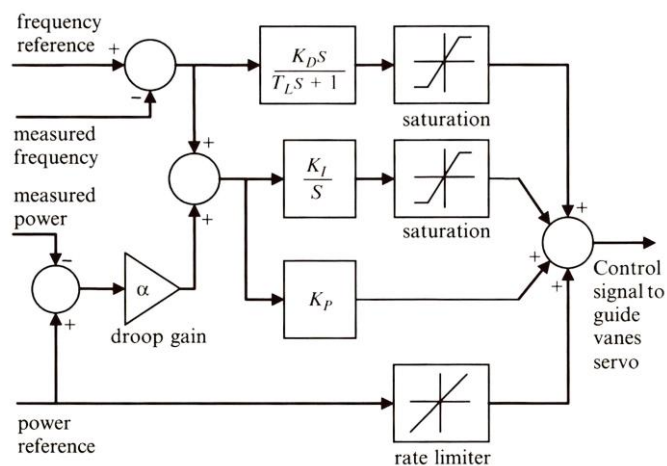 frequency
reference
+
−
K_D S
T_L S + 1
saturation
measured
frequency
+
+
K_I
S
saturation
measured
power
−
+
α
droop gain
K_P
+
+
+
+
Control
signal to
guide
vanes
servo
power
reference
rate limiter